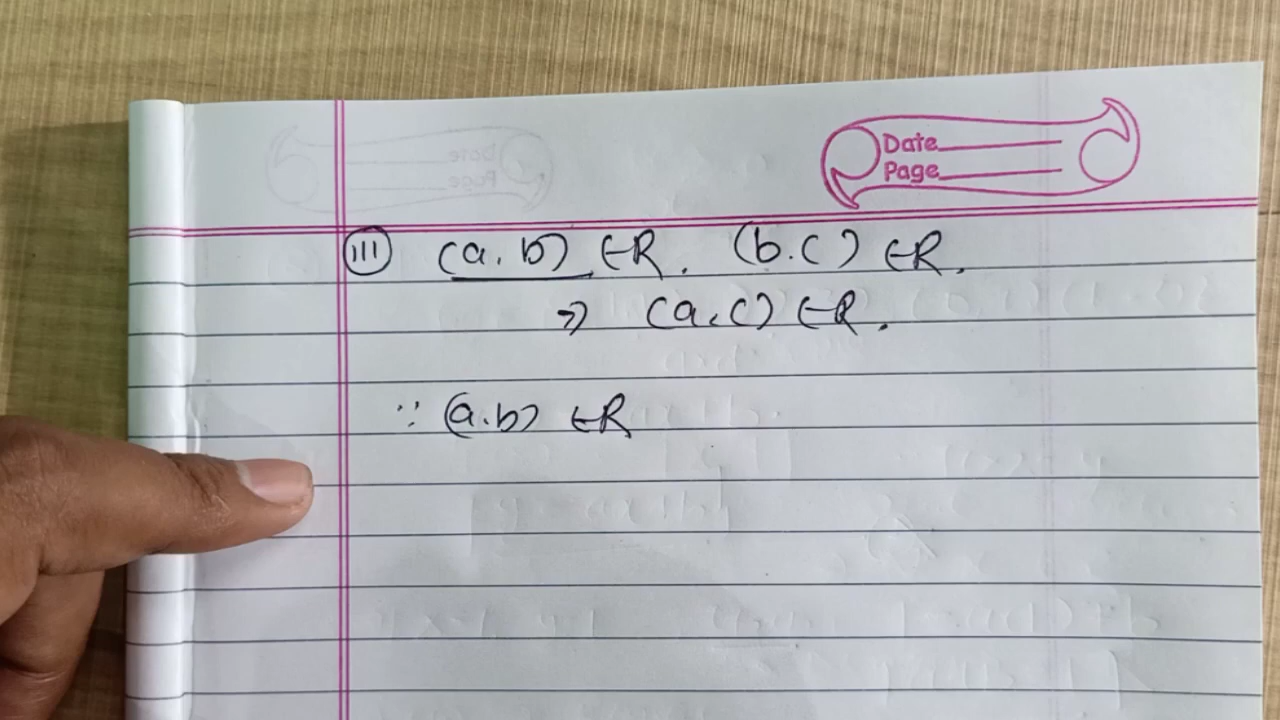 Date
Page
(III) (a.b) ∈R. (b.c) ∈R.
⇒ (a,c) ∈R.
∵ (a.b) ∈R